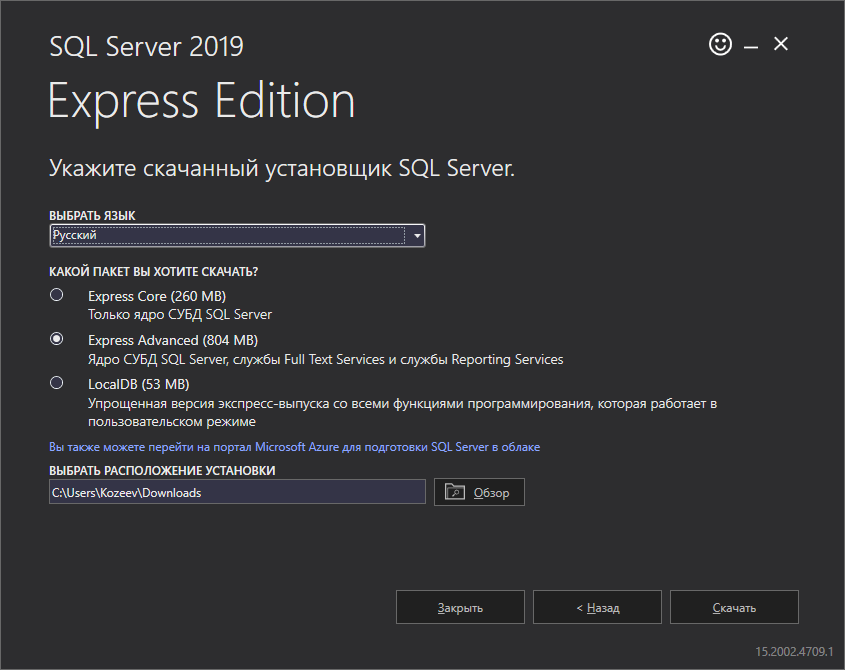 SQL Server 2019
Express Edition
Укажите скачанный установщик SQL Server.
ВЫБРАТЬ ЯЗЫК
Русский
КАКОЙ ПАКЕТ ВЫ ХОТИТЕ СКАЧАТЬ?
Express Core (260 MB)
Только ядро СУБД SQL Server
Express Advanced (804 MB)
Ядро СУБД SQL Server, службы Full Text Services и службы Reporting Services
LocalDB (53 MB)
Упрощенная версия экспресс-выпуска со всеми функциями программирования, которая работает в
пользовательском режиме
Вы также можете перейти на портал Microsoft Azure для подготовки SQL Server в облаке
ВЫБРАТЬ РАСПОЛОЖЕНИЕ УСТАНОВКИ
C:\Users\Kozeev\Downloads
Обзор
Закрыть
< Назад
Скачать
15.2002.4709.1